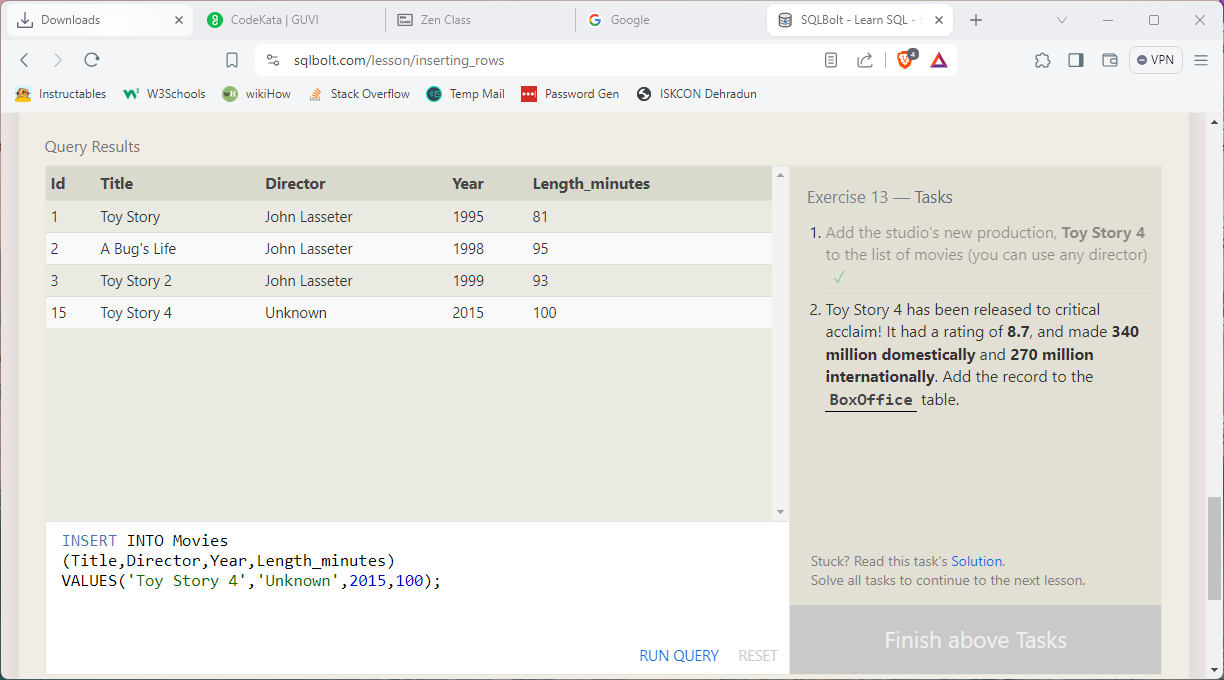 Downloads
CodeKata | GUVI
Zen Class
Google
SQLBolt - Learn SQL -
sqlbolt.com/lesson/inserting_rows
4
VPN
Instructables
W3Schools
wikiHow
Stack Overflow
Temp Mail
Password Gen
ISKCON Dehradun
Query Results
Id Title Director Year Length_minutes
1 Toy Story John Lasseter 1995 81
2 A Bug's Life John Lasseter 1998 95
3 Toy Story 2 John Lasseter 1999 93
15 Toy Story 4 Unknown 2015 100
INSERT INTO Movies
(Title,Director,Year,Length_minutes)
VALUES('Toy Story 4','Unknown',2015,100);
RUN QUERY RESET
Exercise 13 — Tasks
1. Add the studio's new production, Toy Story 4
to the list of movies (you can use any director)
✓
2. Toy Story 4 has been released to critical
acclaim! It had a rating of 8.7, and made 340
million domestically and 270 million
internationally. Add the record to the
BoxOffice table.
Stuck? Read this task's Solution.
Solve all tasks to continue to the next lesson.
Finish above Tasks